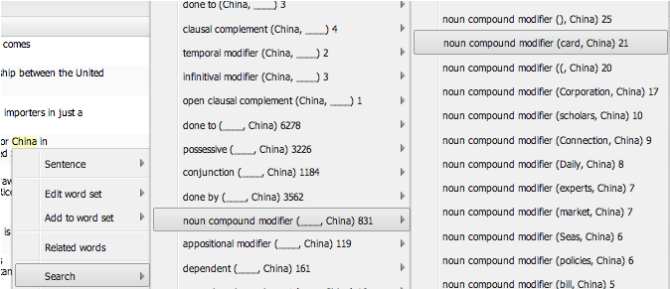 comes
ship between the United
importers in just a
or China in
is
Sentence
Edit word set
Add to word set
Related words
Search
done to (China, ____) 3
clausal complement (China, ____) 4
temporal modifier (China, ____) 2
infinitival modifier (China, ____) 3
open clausal complement (China, ____) 1
done to (____, China) 6278
possessive (____, China) 3226
conjunction (____, China) 1184
done by (____, China) 3562
noun compound modifier (____, China) 831
appositional modifier (____, China) 119
dependent (____, China) 161
noun compound modifier (), China) 25
noun compound modifier (card, China) 21
noun compound modifier ((, China) 20
noun compound modifier (Corporation, China) 17
noun compound modifier (scholars, China) 10
noun compound modifier (Connection, China) 9
noun compound modifier (Daily, China) 8
noun compound modifier (experts, China) 7
noun compound modifier (market, China) 7
noun compound modifier (Seas, China) 6
noun compound modifier (policies, China) 6
noun compound modifier (bill, China) 5